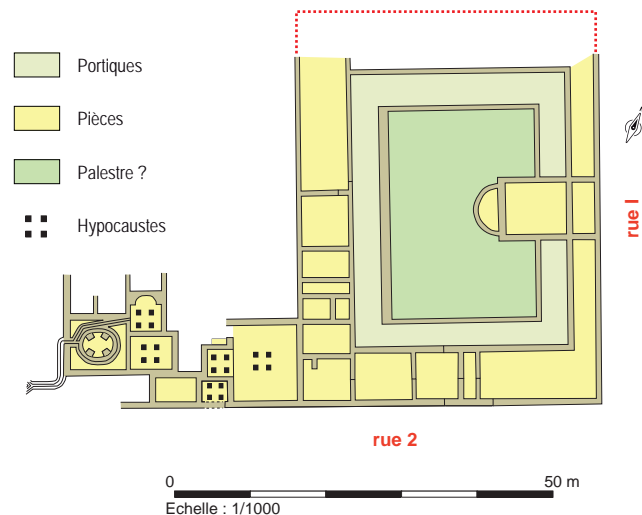 Portiques
Pièces
Palestre ?
Hypocaustes
rue I
rue 2
0 50 m
Echelle : 1/1000